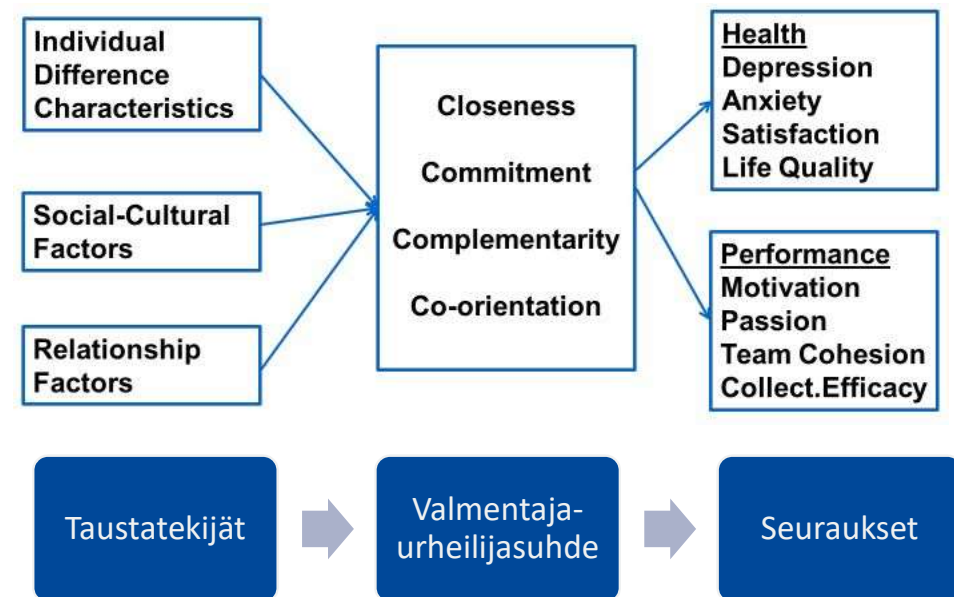 Individual
Difference
Characteristics
Social-Cultural
Factors
Relationship
Factors
Closeness
Commitment
Complementarity
Co-orientation
Health
Depression
Anxiety
Satisfaction
Life Quality
Performance
Motivation
Passion
Team Cohesion
Collect.Efficacy
Taustatekijät
Valmentaja-
urheilijasuhde
Seuraukset